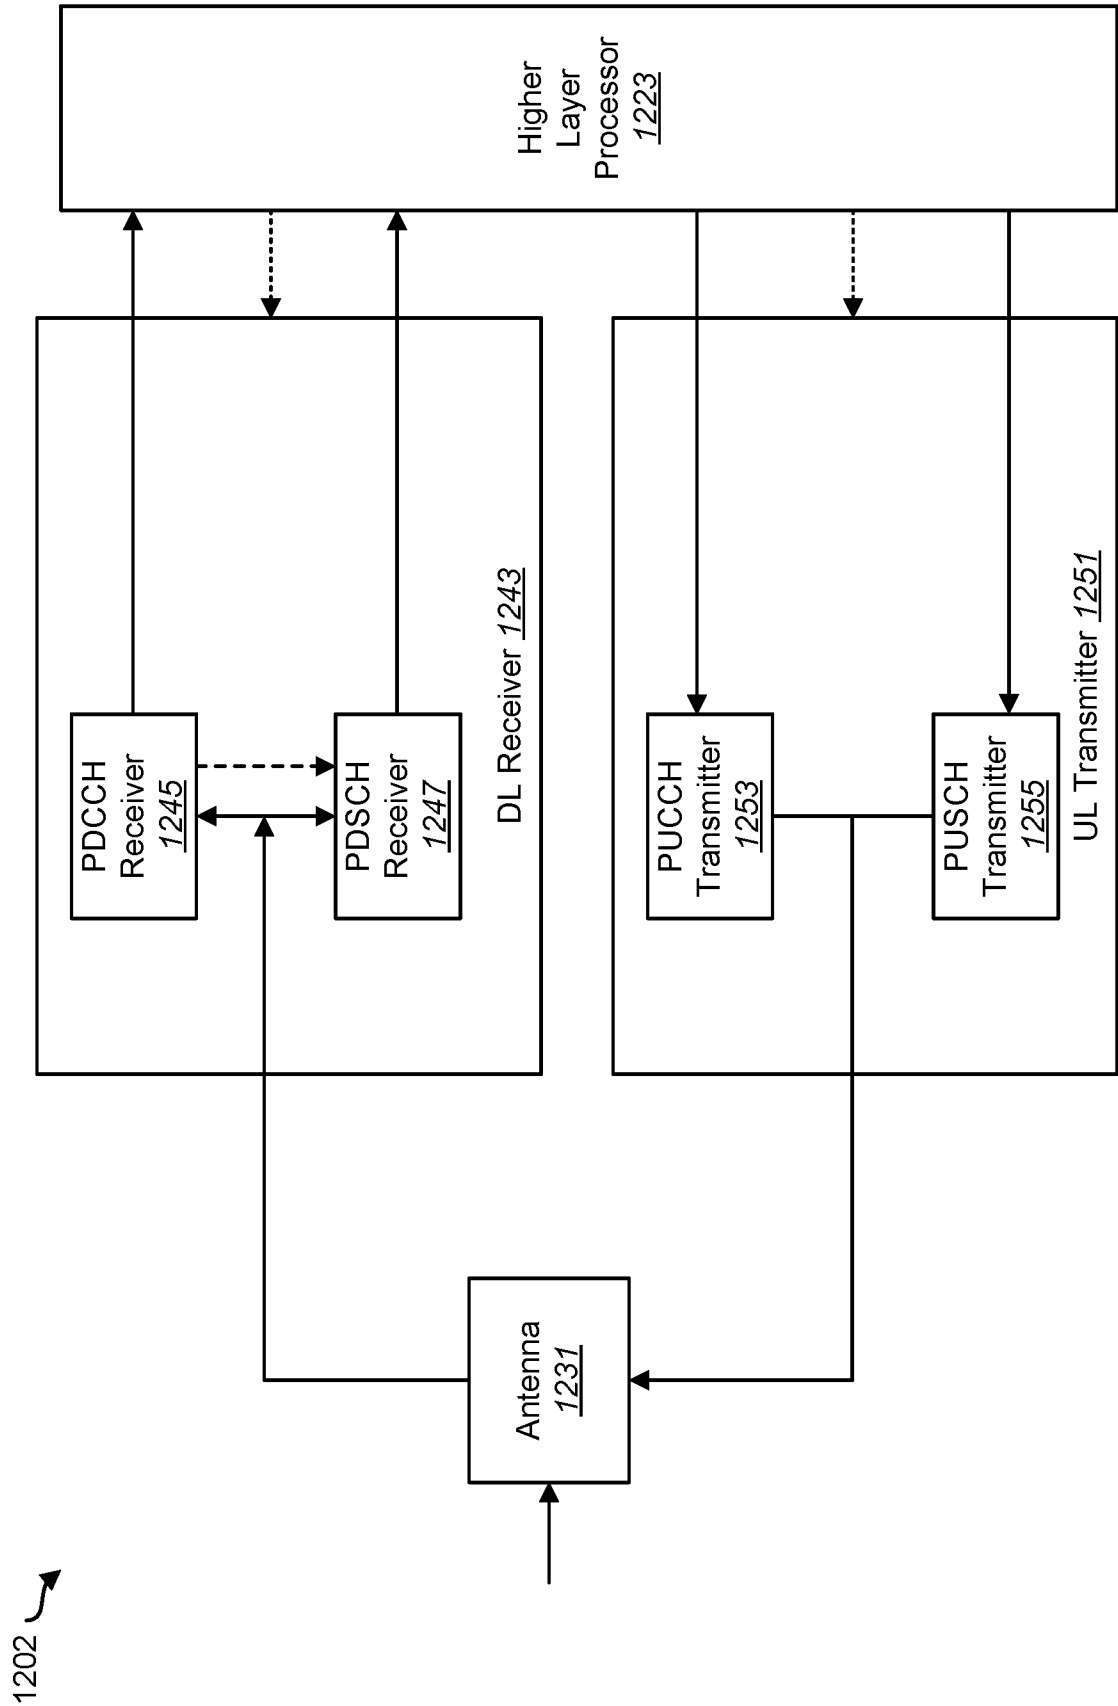 1202
Higher
Layer
Processor
1223
PDCCH
Receiver
1245
PDSCH
Receiver
1247
DL Receiver 1243
PUCCH
Transmitter
1253
PUSCH
Transmitter
1255
UL Transmitter 1251
Antenna
1231